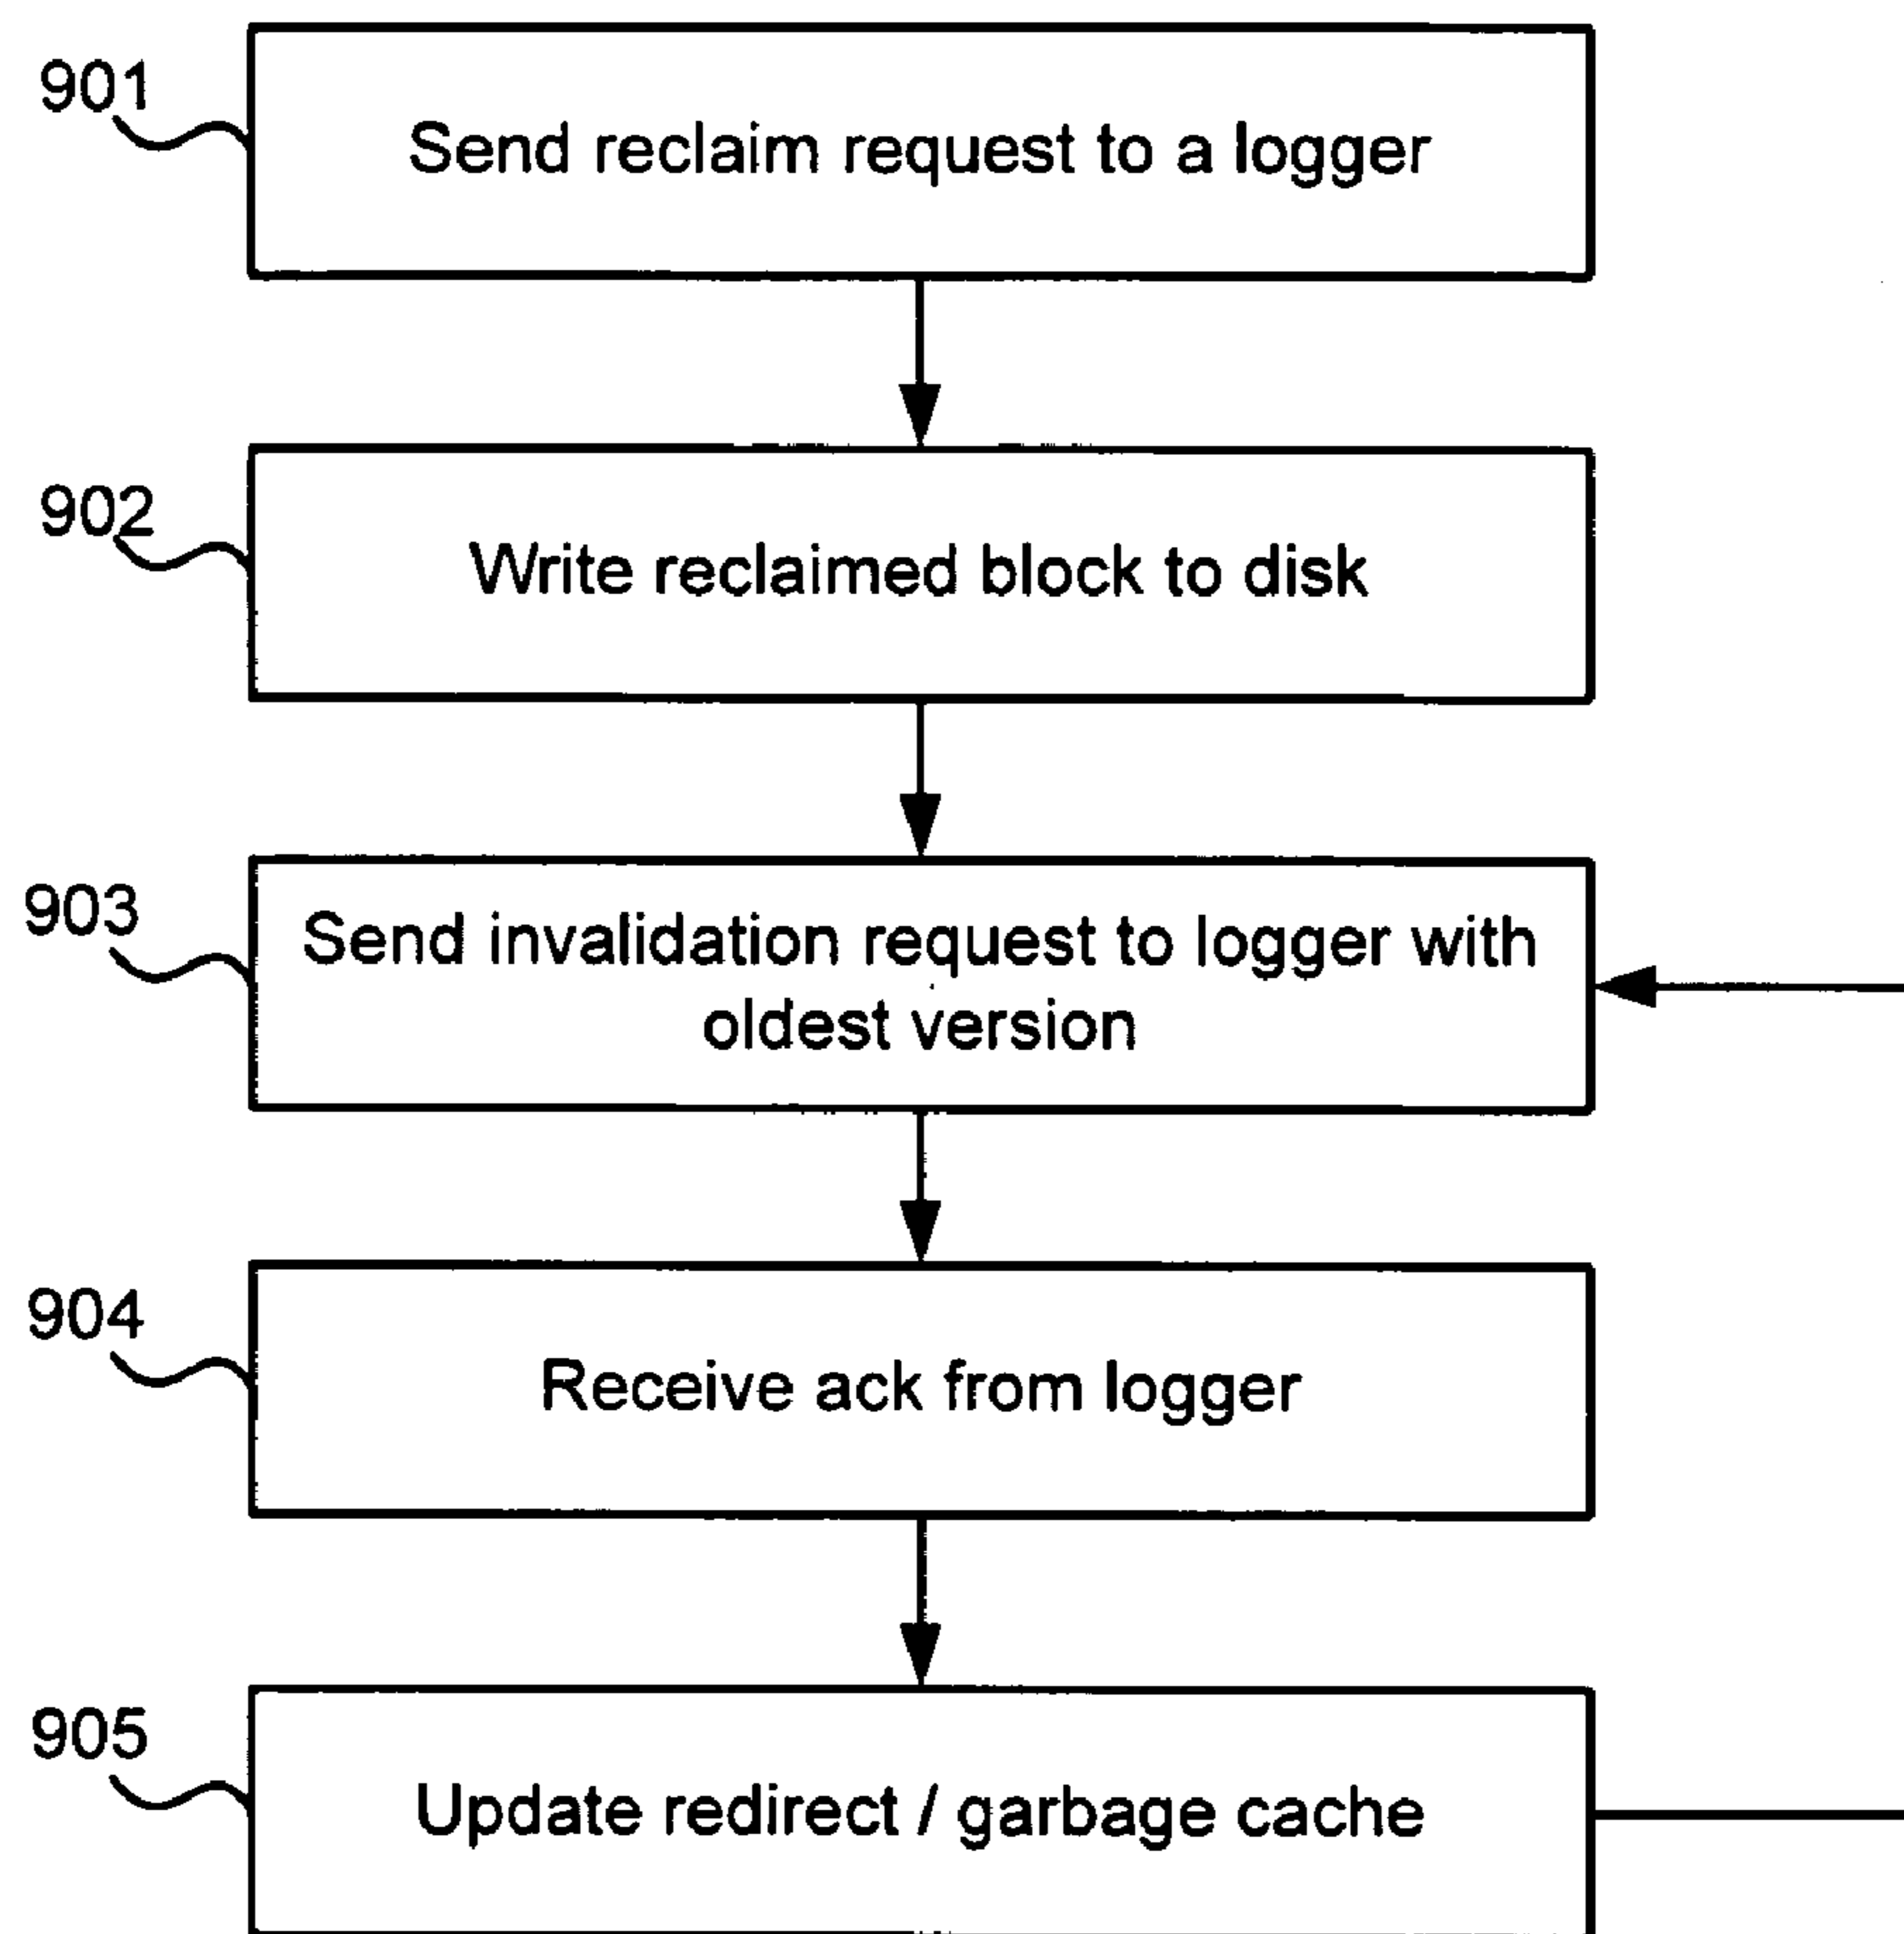 901
Send reclaim request to a logger
902
Write reclaimed block to disk
903
Send invalidation request to logger with
oldest version
904
Receive ack from logger
905
Update redirect / garbage cache